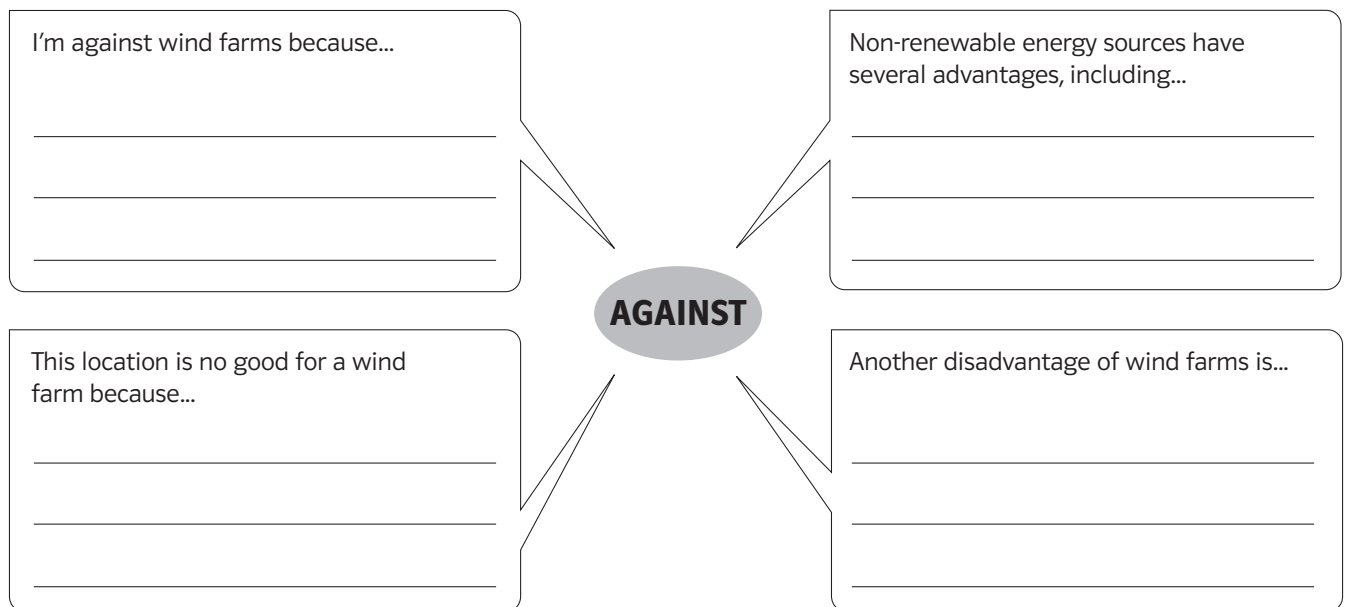 I'm against wind farms because...
Non-renewable energy sources have
several advantages, including...
AGAINST
This location is no good for a wind
farm because...
Another disadvantage of wind farms is...